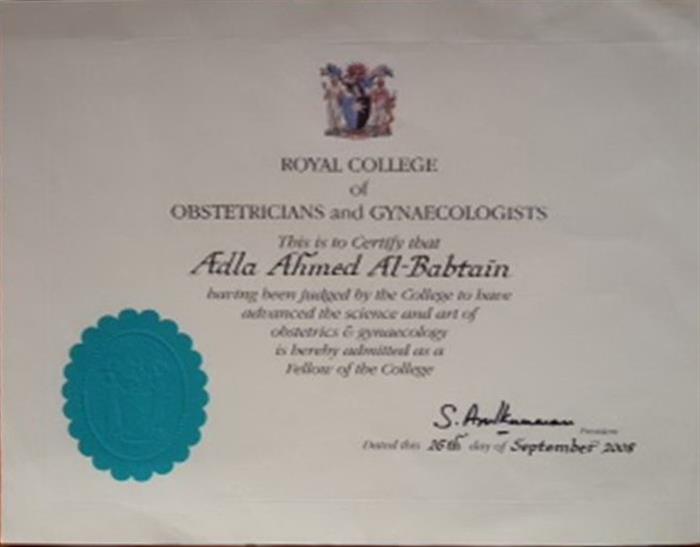 ROYAL COLLEGE
of
OBSTETRICIANS and GYNAECOLOGISTS
This is to Certify that
Adla Ahmed Al-Babtain
having been judged by the College to have
advanced the science and art of
obstetrics & gynaecology
is hereby admitted as a
Fellow of the College
S. Arulkumaran
President
Dated this 26th day of September 2008